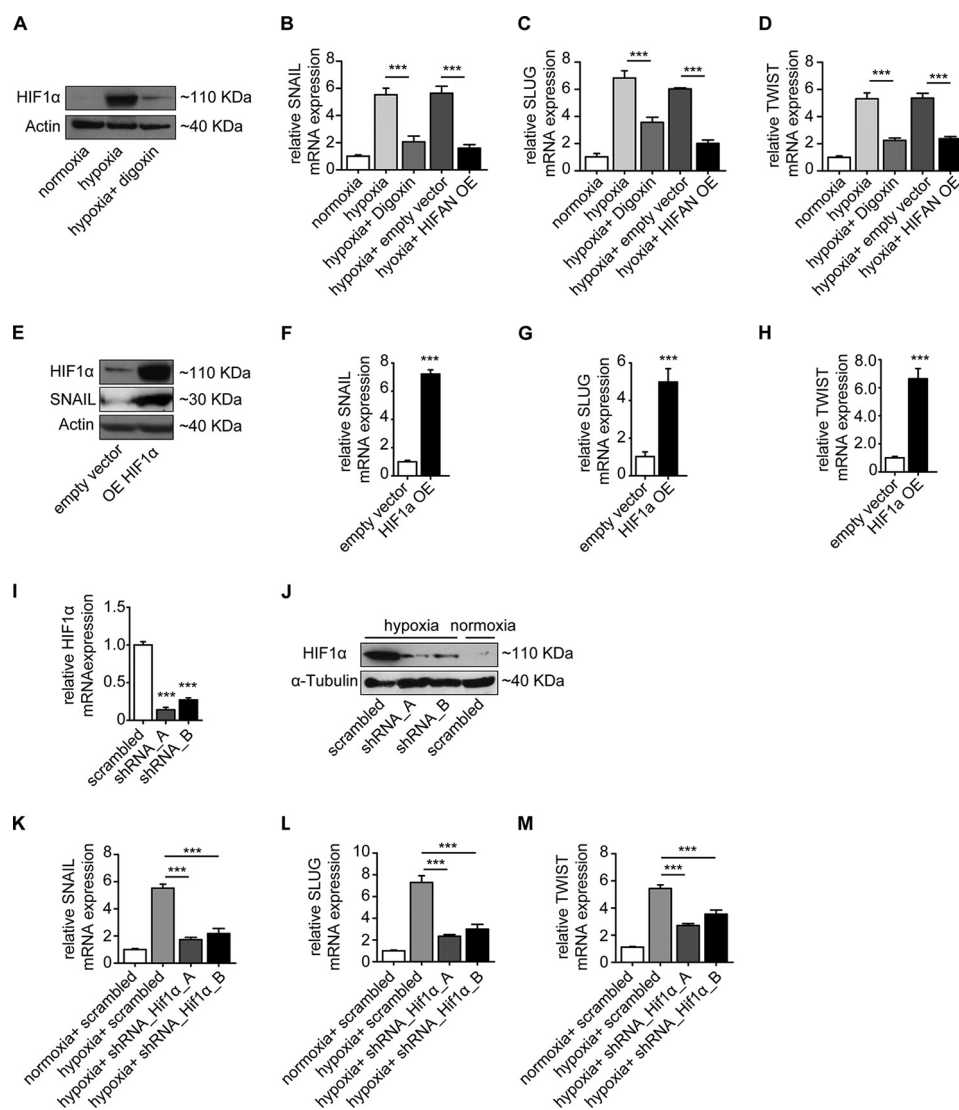 A
HIF1α
~110 KDa
Actin
~40 KDa
normoxia
hypoxia
hypoxia+ digoxin
B
relative SNAIL
mRNA expression
8
6
4
2
0
***
***
normoxia
hypoxia
hypoxia+ Digoxin
hypoxia+ empty vector
hyoxia+ HIFAN OE
C
relative SLUG
mRNA expression
8
6
4
2
0
***
***
normoxia
hypoxia
hypoxia+ Digoxin
hypoxia+ empty vector
hyoxia+ HIFAN OE
D
relative TWIST
mRNA expression
8
6
4
2
0
***
***
normoxia
hypoxia
hypoxia+ Digoxin
hypoxia+ empty vector
hyoxia+ HIFAN OE
E
HIF1α
~110 KDa
SNAIL
~30 KDa
Actin
~40 KDa
empty vector
OE HIF1α
F
relative SNAIL
mRNA expression
8
6
4
2
0
***
empty vector
HIF1a OE
G
relative SLUG
mRNA expression
6
4
2
0
***
empty vector
HIF1a OE
H
relative TWIST
mRNA expression
8.0
6.0
4.0
2.0
0
***
empty vector
HIF1a OE
I
relative HIF1α
mRNAexpression
1.5
1.0
0.5
0
***
***
scrambled
shRNA_A
shRNA_B
J
hypoxia
normoxia
HIF1α
~110 KDa
α-Tubulin
~40 KDa
scrambled
shRNA_A
shRNA_B
scrambled
K
relative SNAIL
mRNA expression
8
6
4
2
0
***
***
normoxia+ scrambled
hypoxia+ scrambled
hypoxia+ shRNA_Hif1α_A
hypoxia+ shRNA_Hif1α_B
L
relative SLUG
mRNA expression
10
8
6
4
2
0
***
***
normoxia+ scrambled
hypoxia+ scrambled
hypoxia+ shRNA_Hif1α_A
hypoxia+ shRNA_Hif1α_B
M
relative TWIST
mRNA expression
8
6
4
2
0
***
***
normoxia+ scrambled
hypoxia+ scrambled
hypoxia+ shRNA_Hif1α_A
hypoxia+ shRNA_Hif1α_B